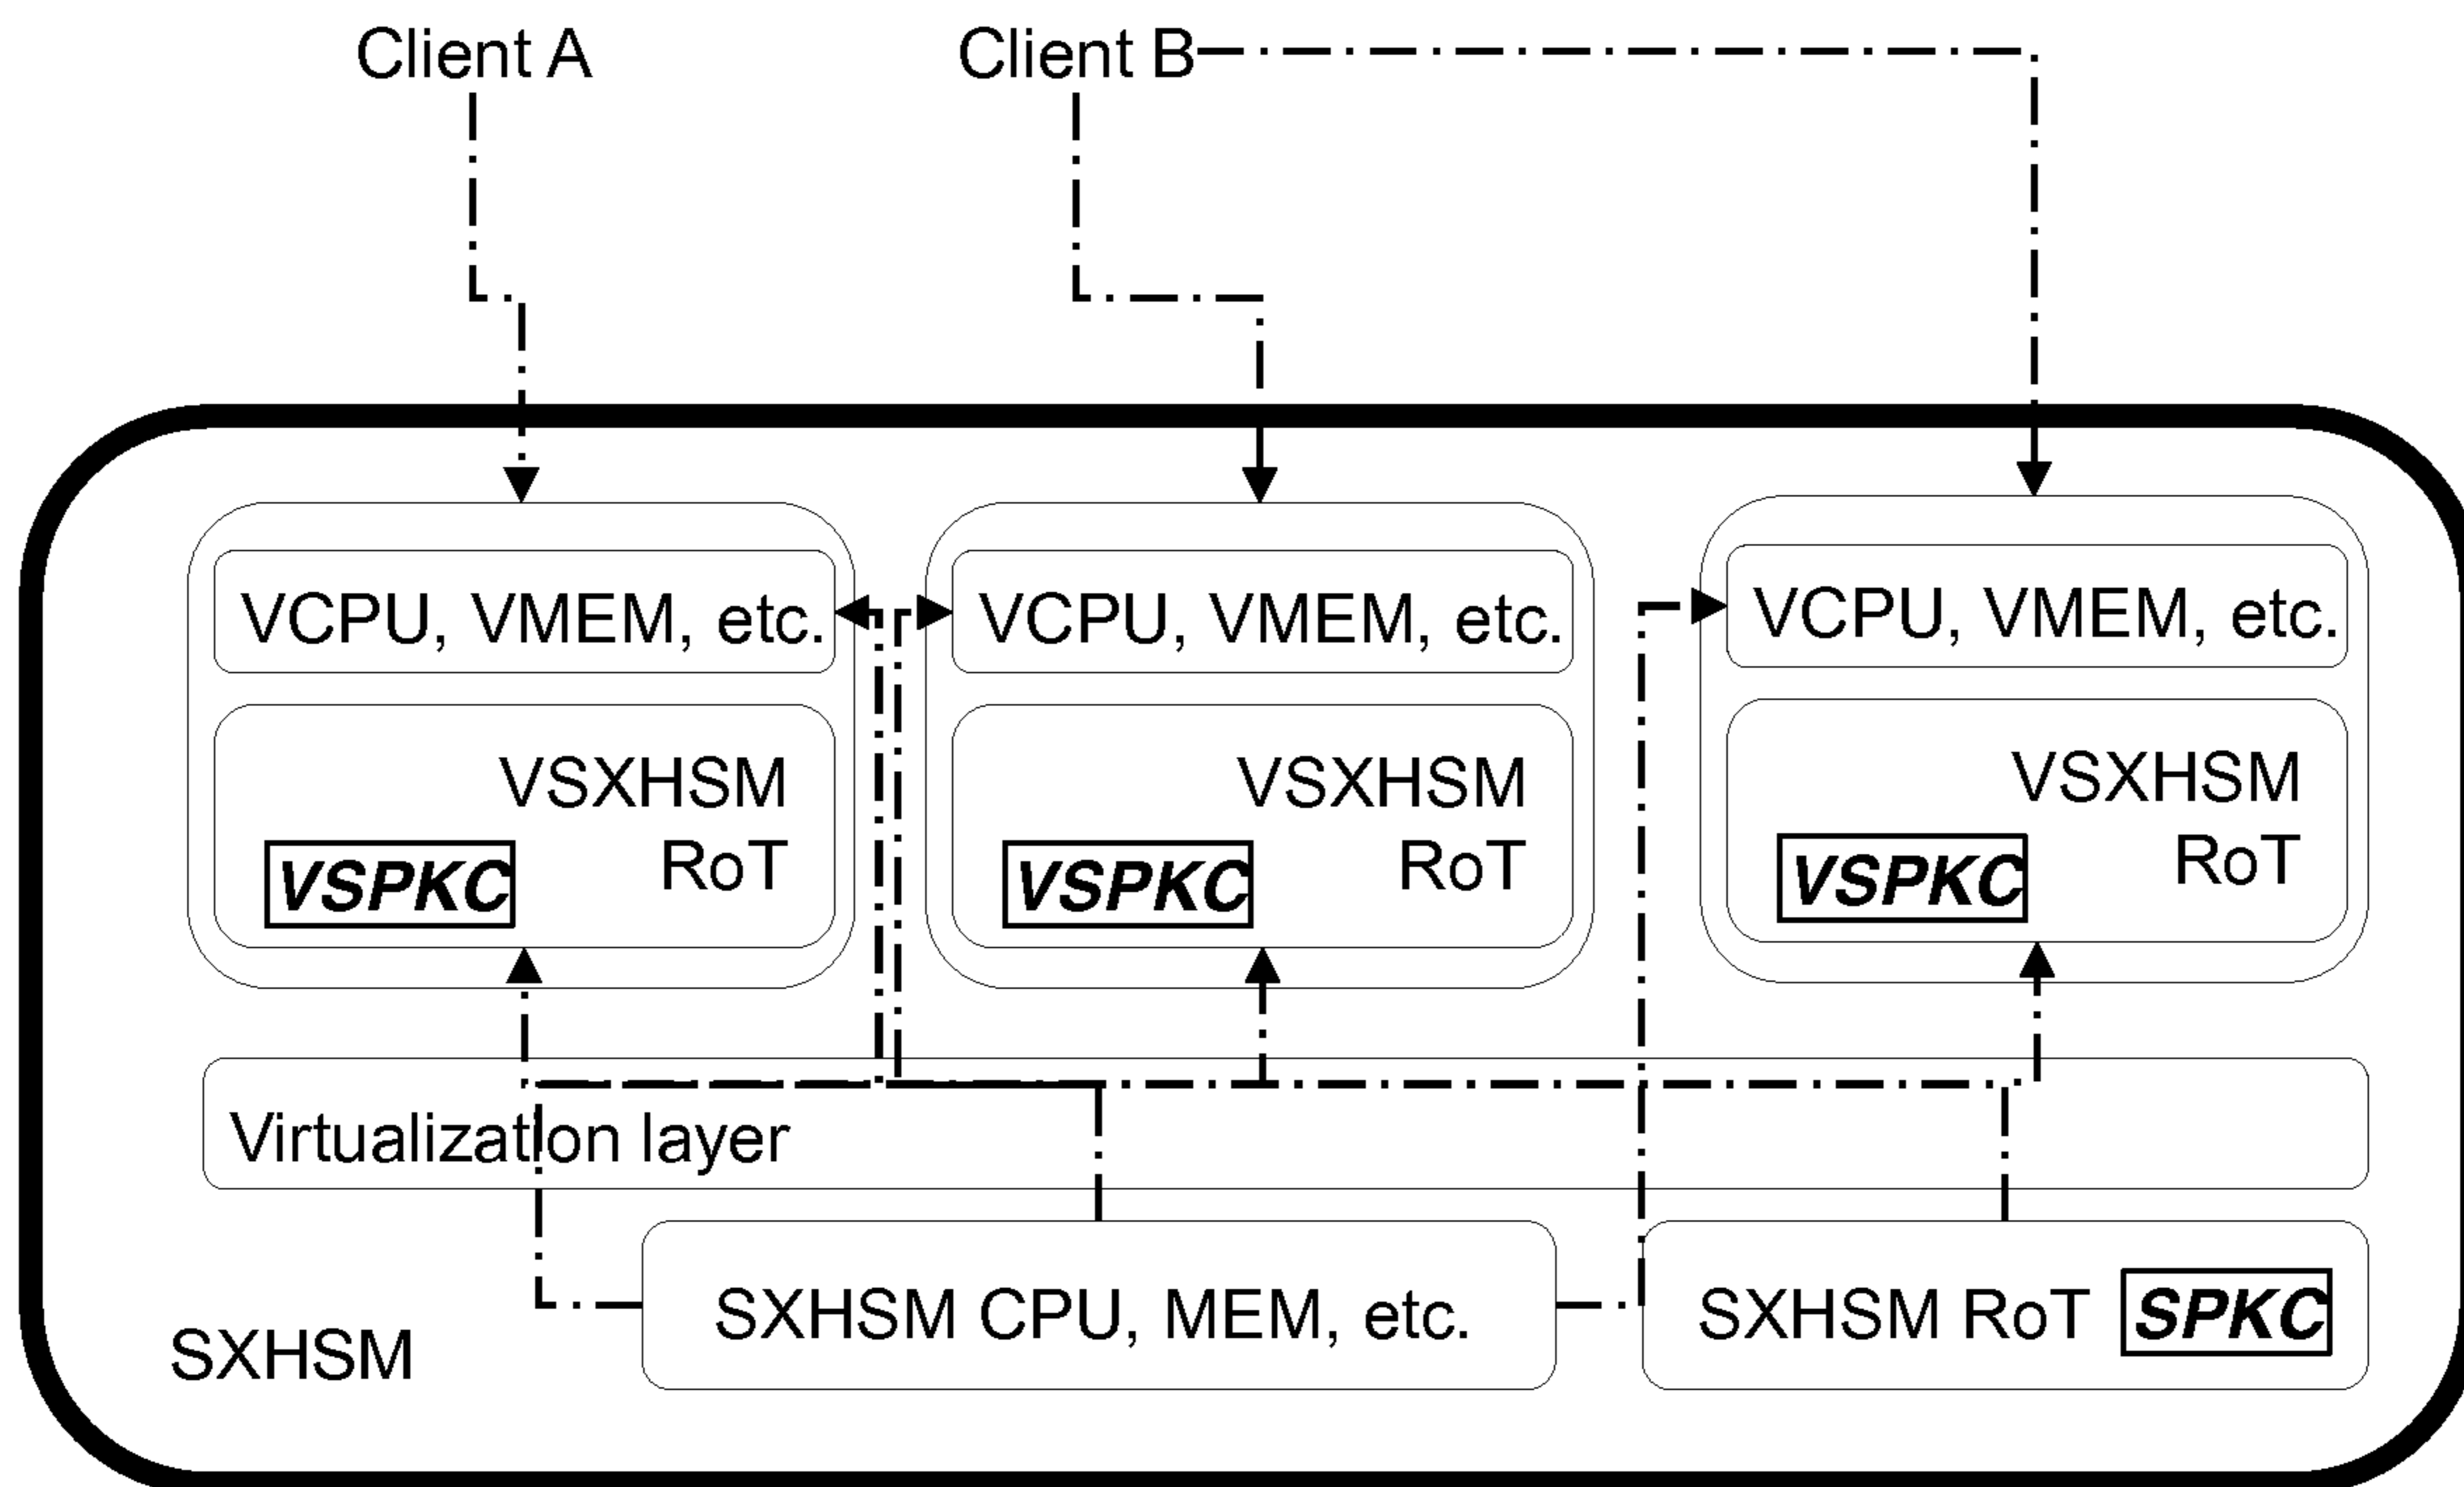 Client A
Client B
VCPU, VMEM, etc.
VCPU, VMEM, etc.
VCPU, VMEM, etc.
VSXHSM
RoT
VSPKC
VSXHSM
RoT
VSPKC
VSXHSM
RoT
VSPKC
Virtualization layer
SXHSM CPU, MEM, etc.
SXHSM RoT
SPKC
SXHSM